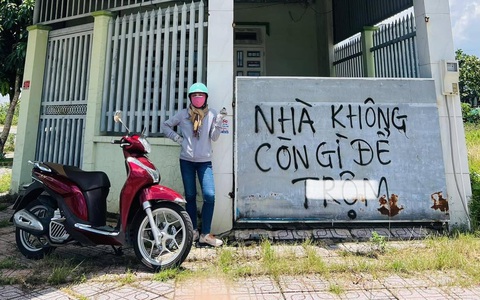 NHÀ KHÔNG
CÒN GÌ ĐỂ
TRỘM